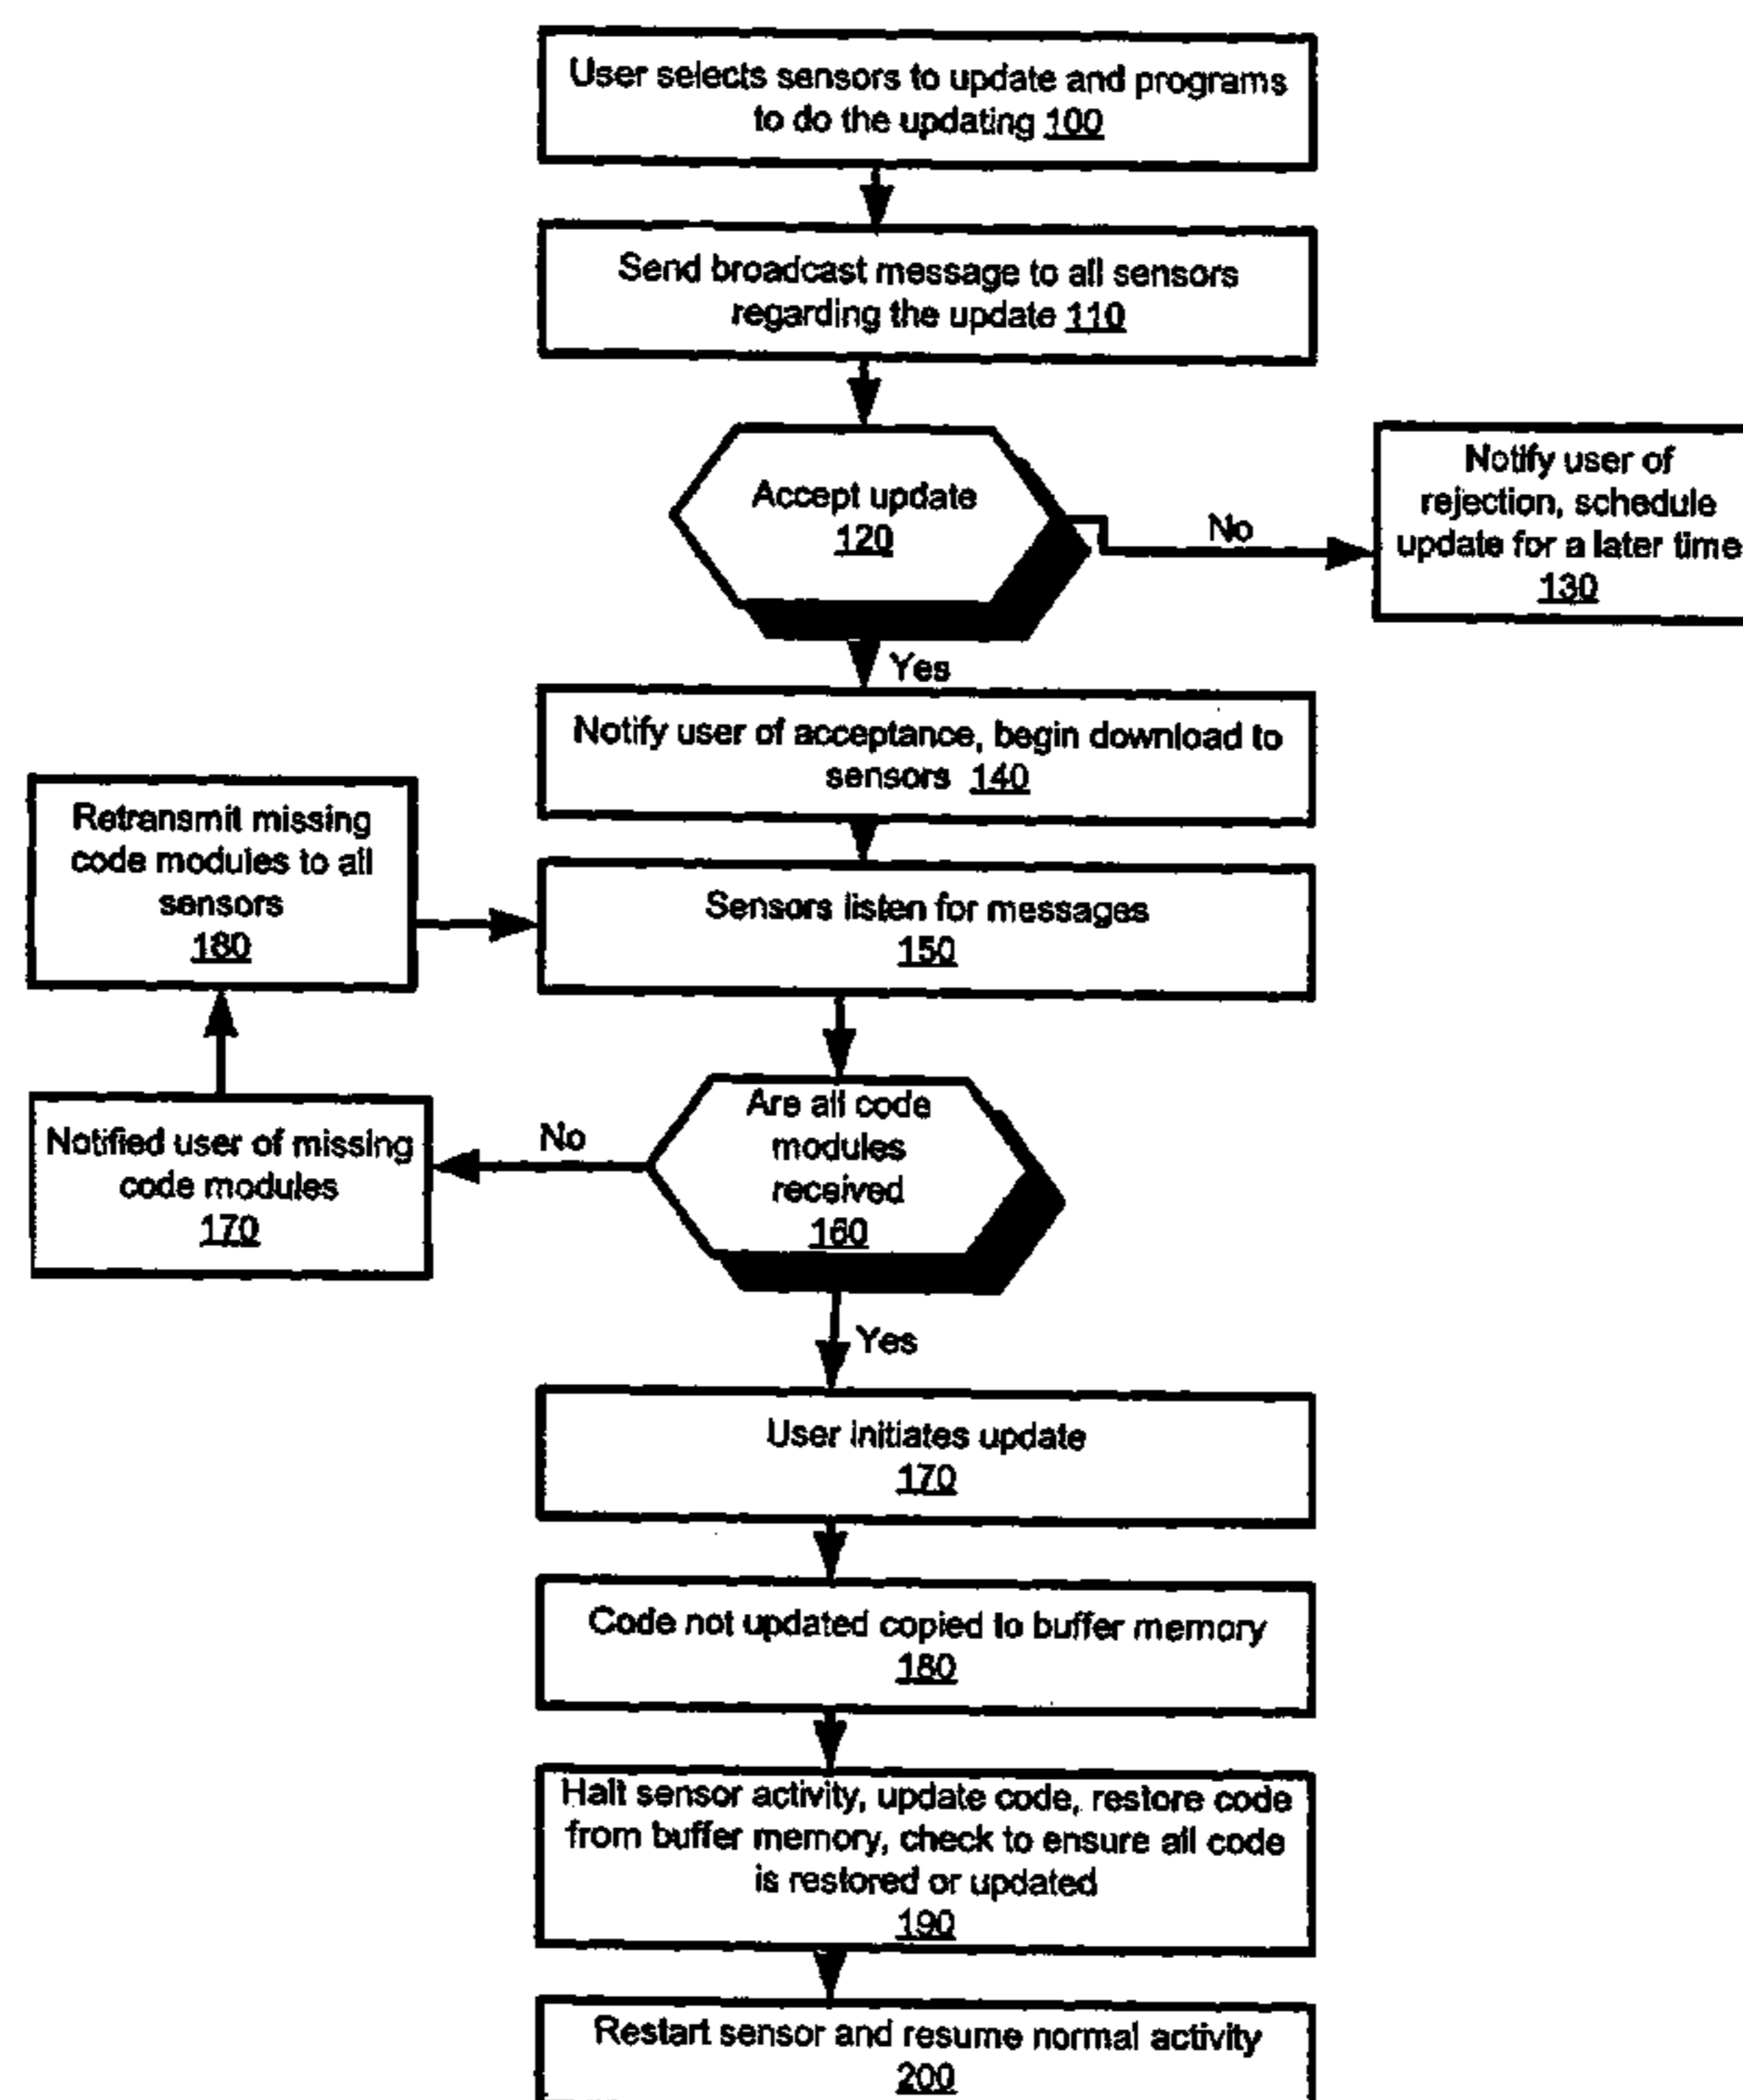 User selects sensors to update and programs
to do the updating 100
Send broadcast message to all sensors
regarding the update 110
Accept update
120
No
Notify user of
rejection, schedule
update for a later time
130
Yes
Notify user of acceptance, begin download to
sensors 140
Retransmit missing
code modules to all
sensors
180
Sensors listen for messages
150
Are all code
modules
received
160
No
Notified user of missing
code modules
170
Yes
User initiates update
170
Code not updated copied to buffer memory
180
Halt sensor activity, update code, restore code
from buffer memory, check to ensure all code
is restored or updated
190
Restart sensor and resume normal activity
200